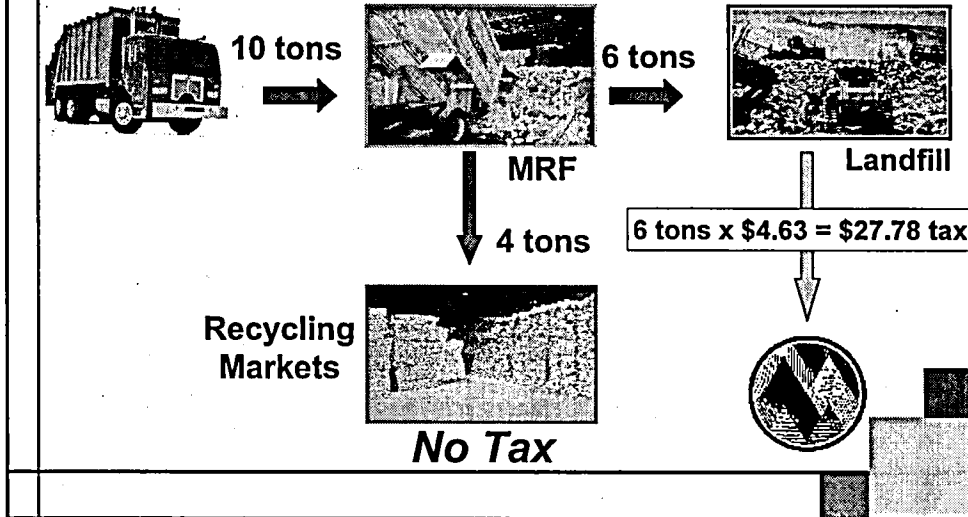 10 tons
6 tons
MRF
Landfill
4 tons
6 tons x $4.63 = $27.78 tax
Recycling
Markets
No Tax